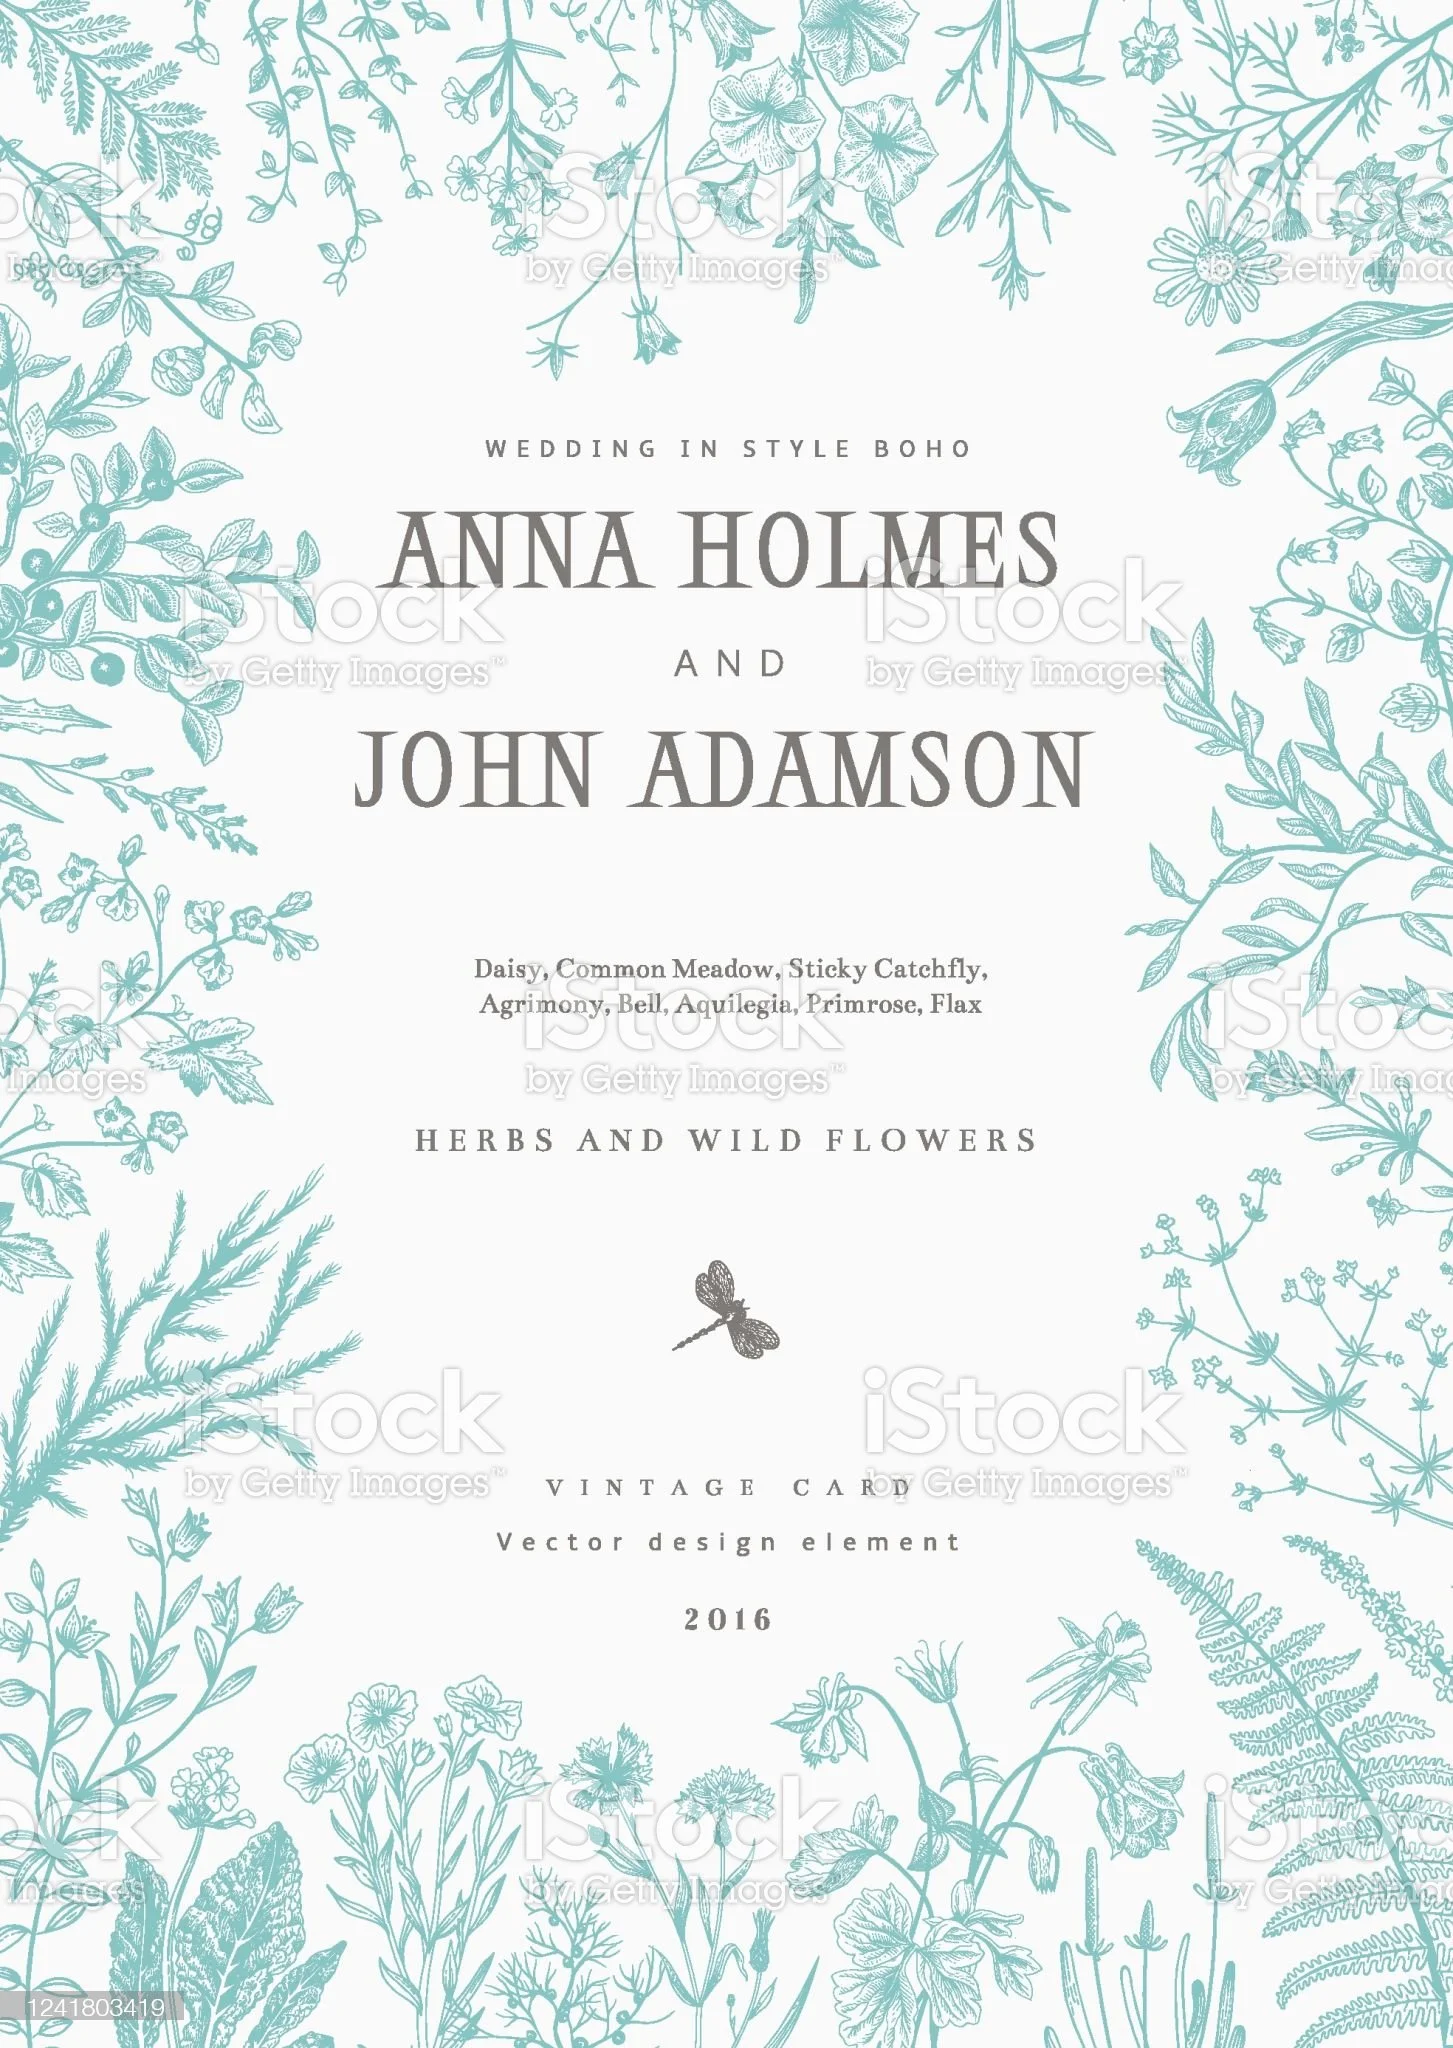 WEDDING IN STYLE BOHO
ANNA HOLMES
AND
JOHN ADAMSON
Daisy, Common Meadow, Sticky Catchfly,
Agrimony, Bell, Aquilegia, Primrose, Flax
HERBS AND WILD FLOWERS
VINTAGE CARD
Vector design element
2016
iStock
by Getty Images™
1241803419